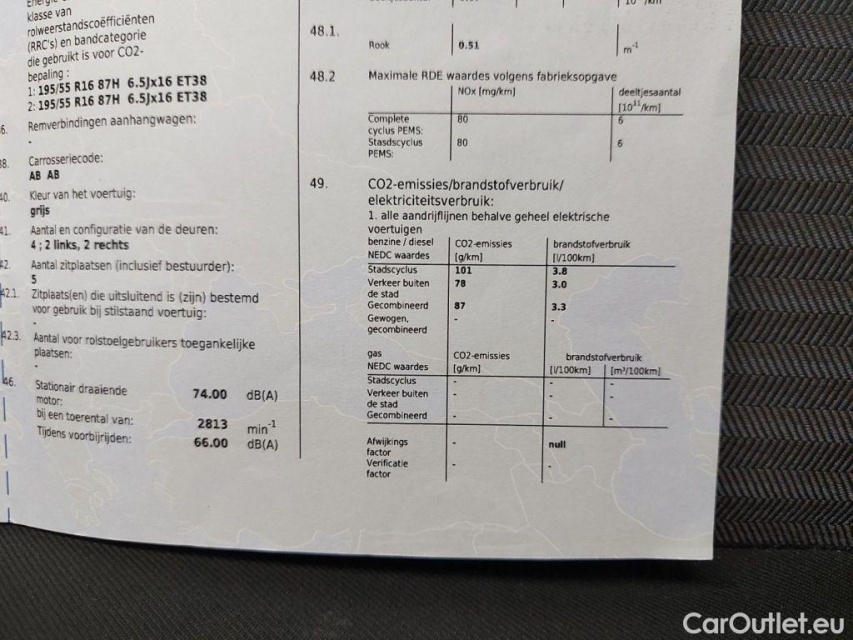 klasse van
rolweerstandscoëfficiënten
(RRC's) en bandcategorie
die gebruikt is voor CO2-
bepaling :
1: 195/55 R16 87H 6.5Jx16 ET38
2: 195/55 R16 87H 6.5Jx16 ET38
6. Remverbindingen aanhangwagen:
-
38. Carrosseriecode:
AB AB
40. Kleur van het voertuig:
grijs
41. Aantal en configuratie van de deuren:
4 ; 2 links, 2 rechts
42. Aantal zitplaatsen (inclusief bestuurder):
5
42.1. Zitplaats(en) die uitsluitend is (zijn) bestemd
voor gebruik bij stilstaand voertuig:
-
42.3. Aantal voor rolstoelgebruikers toegankelijke
plaatsen:
-
46. Stationair draaiende
motor: 74.00 dB(A)
bij een toerental van: 2813 min-1
Tijdens voorbijrijden: 66.00 dB(A)
48.1.
Rook 0.51 m-1
48.2 Maximale RDE waardes volgens fabrieksopgave
NOx [mg/km] deeltjesaantal
[10¹¹/km]
Complete 80 6
cyclus PEMS:
Stasdscyclus 80 6
PEMS:
49. CO2-emissies/brandstofverbruik/
elektriciteitsverbruik:
1. alle aandrijflijnen behalve geheel elektrische
voertuigen
benzine / diesel CO2-emissies brandstofverbruik
NEDC waardes [g/km] [l/100km]
Stadscyclus 101 3.8
Verkeer buiten 78 3.0
de stad
Gecombineerd 87 3.3
Gewogen, - -
gecombineerd
gas CO2-emissies brandstofverbruik
NEDC waardes [g/km] [l/100km] [m³/100km]
Stadscyclus - - -
Verkeer buiten - - -
de stad
Gecombineerd - - -
Afwijkings - null
factor
Verificatie - -
factor
CarOutlet.eu